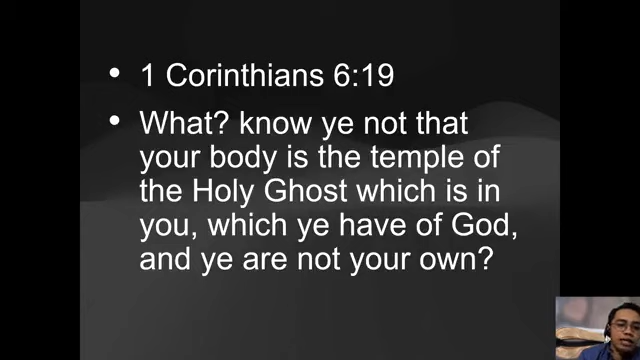 • 1 Corinthians 6:19
• What? know ye not that
your body is the temple of
the Holy Ghost which is in
you, which ye have of God,
and ye are not your own?